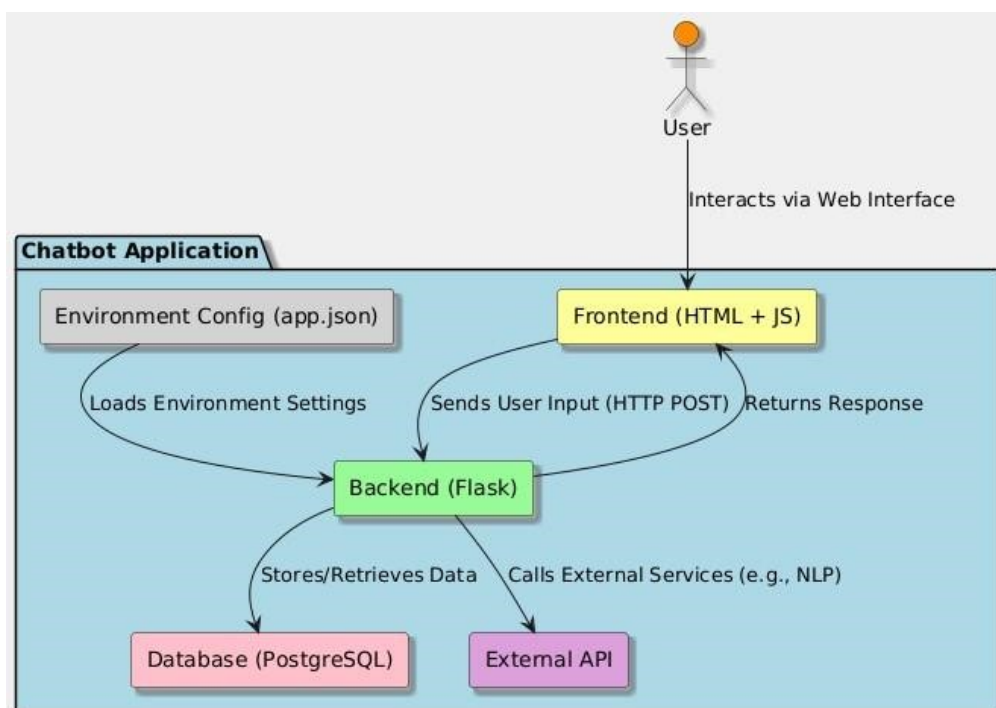 User
Interacts via Web Interface
Chatbot Application
Environment Config (app.json)
Frontend (HTML + JS)
Loads Environment Settings
Sends User Input (HTTP POST)
Returns Response
Backend (Flask)
Stores/Retrieves Data
Calls External Services (e.g., NLP)
Database (PostgreSQL)
External API